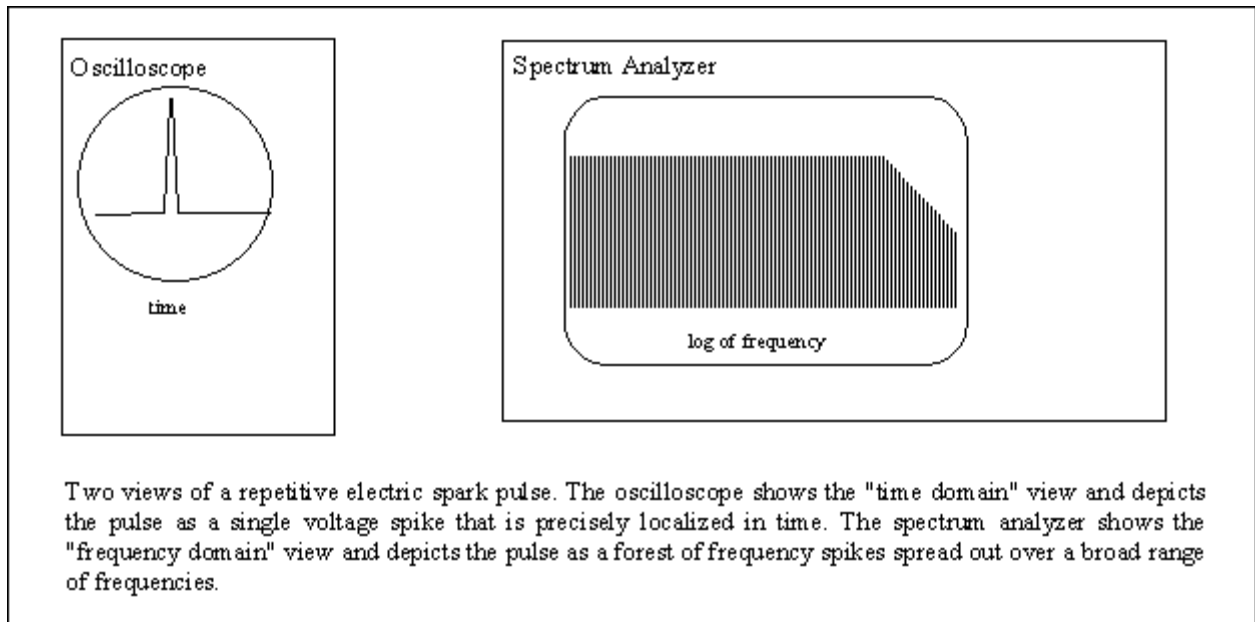 Oscilloscope
Spectrum Analyzer
time
log of frequency
Two views of a repetitive electric spark pulse. The oscilloscope shows the "time domain" view and depicts
the pulse as a single voltage spike that is precisely localized in time. The spectrum analyzer shows the
"frequency domain" view and depicts the pulse as a forest of frequency spikes spread out over a broad range
of frequencies.